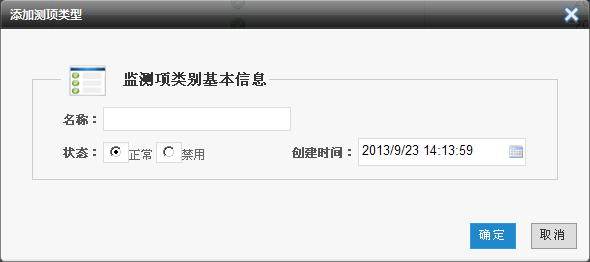 添加测项类型
监测项类别基本信息
名称：
状态： 正常 禁用 创建时间： 2013/9/23 14:13:59
确定 取消